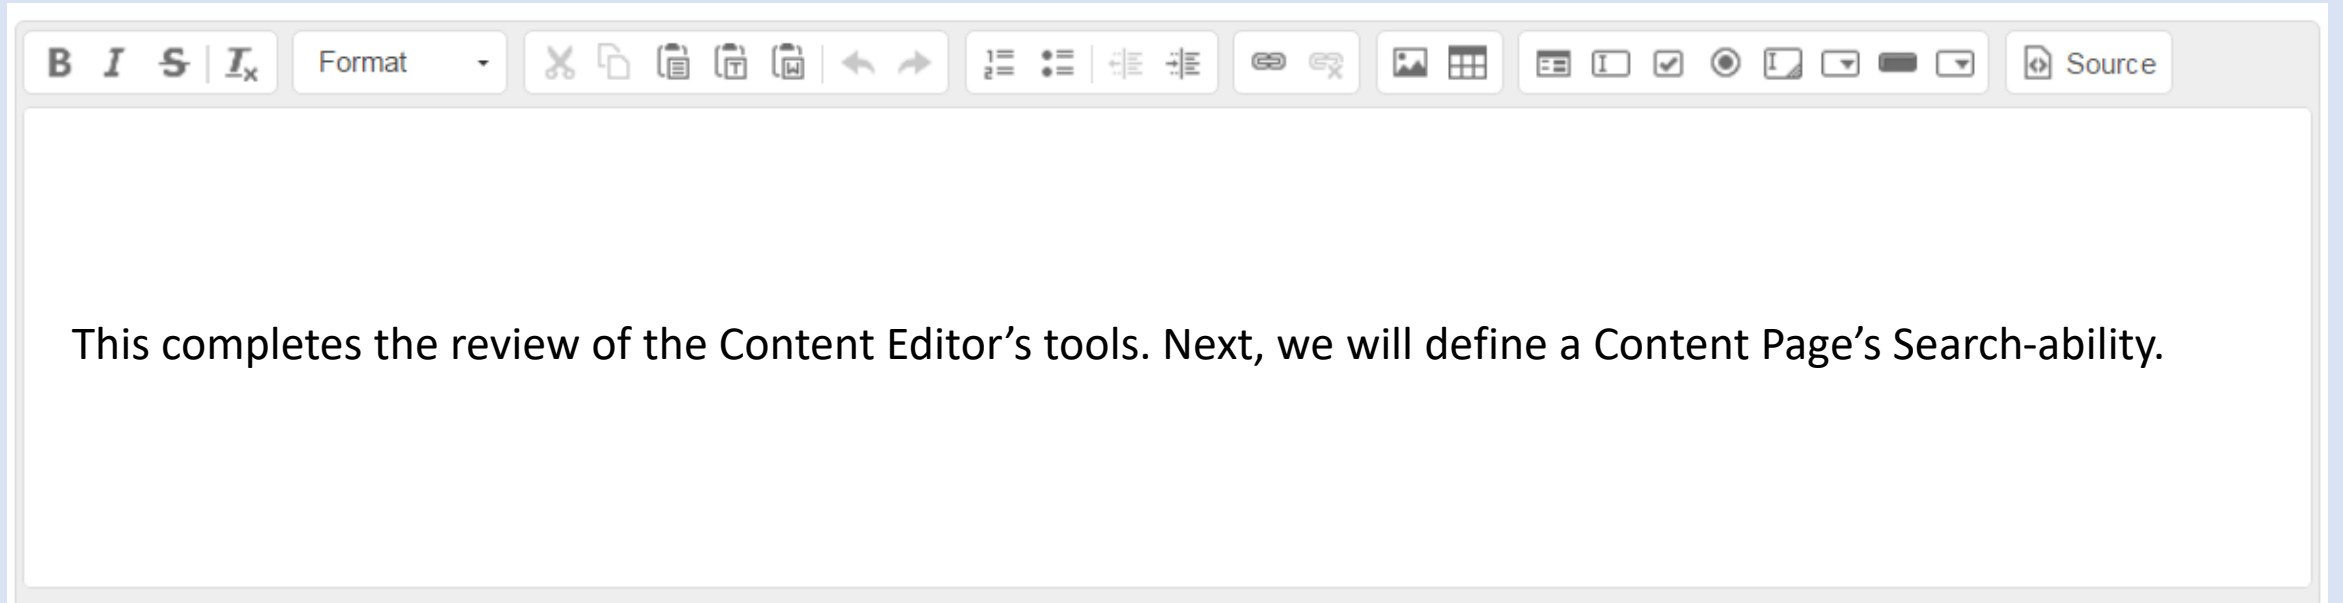 Format
Source
This completes the review of the Content Editor’s tools. Next, we will define a Content Page’s Search-ability.